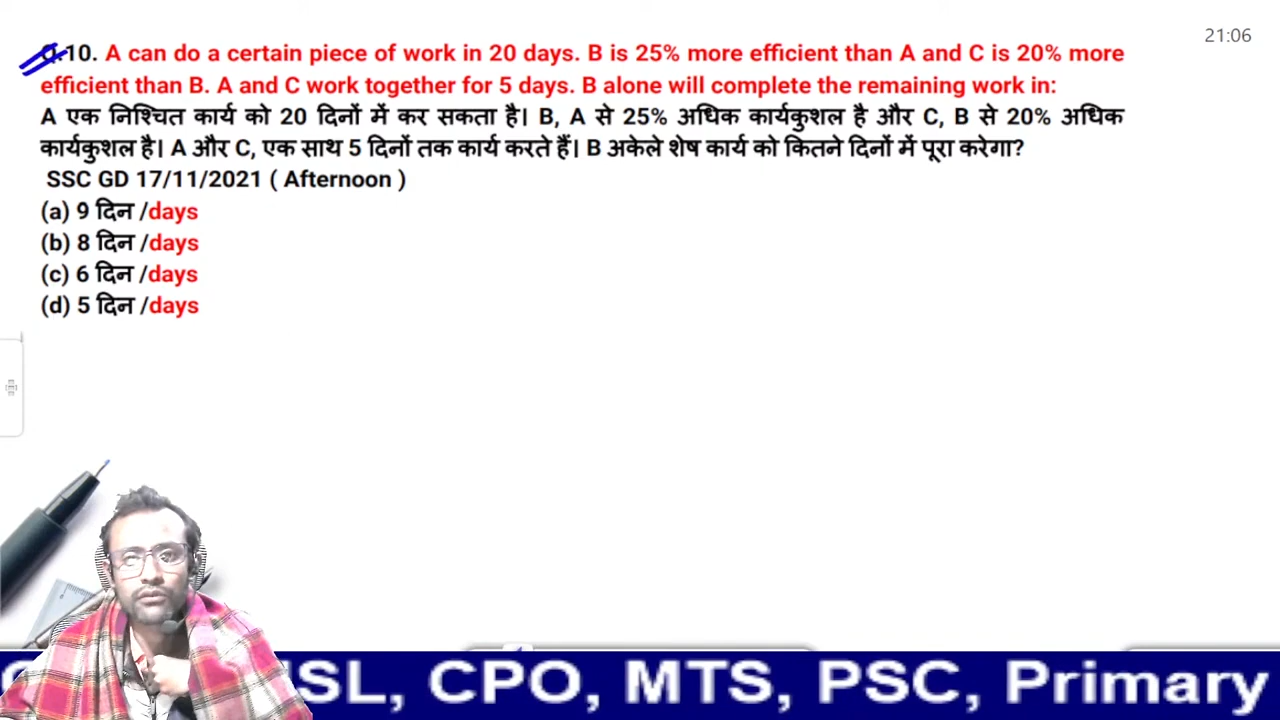 21:06
Q.10. A can do a certain piece of work in 20 days. B is 25% more efficient than A and C is 20% more
efficient than B. A and C work together for 5 days. B alone will complete the remaining work in:
A एक निश्चित कार्य को 20 दिनों में कर सकता है। B, A से 25% अधिक कार्यकुशल है और C, B से 20% अधिक
कार्यकुशल है। A और C, एक साथ 5 दिनों तक कार्य करते हैं। B अकेले शेष कार्य को कितने दिनों में पूरा करेगा?
SSC GD 17/11/2021 ( Afternoon )
(a) 9 दिन /days
(b) 8 दिन /days
(c) 6 दिन /days
(d) 5 दिन /days
SL, CPO, MTS, PSC, Primary